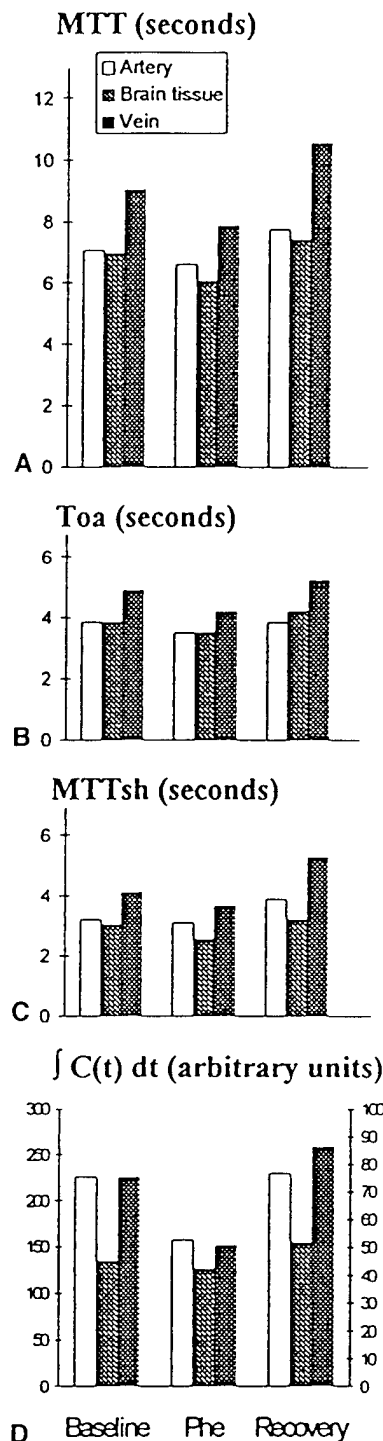 MTT (seconds)
Artery
Brain tissue
Vein
12
10
8
6
4
2
0
A
Toa (seconds)
6
4
2
0
B
MTTsh (seconds)
6
4
2
0
C
∫ C(t) dt (arbitrary units)
300
250
200
150
100
50
0
100
90
80
70
60
50
40
30
20
10
0
D
Baseline Phe Recovery